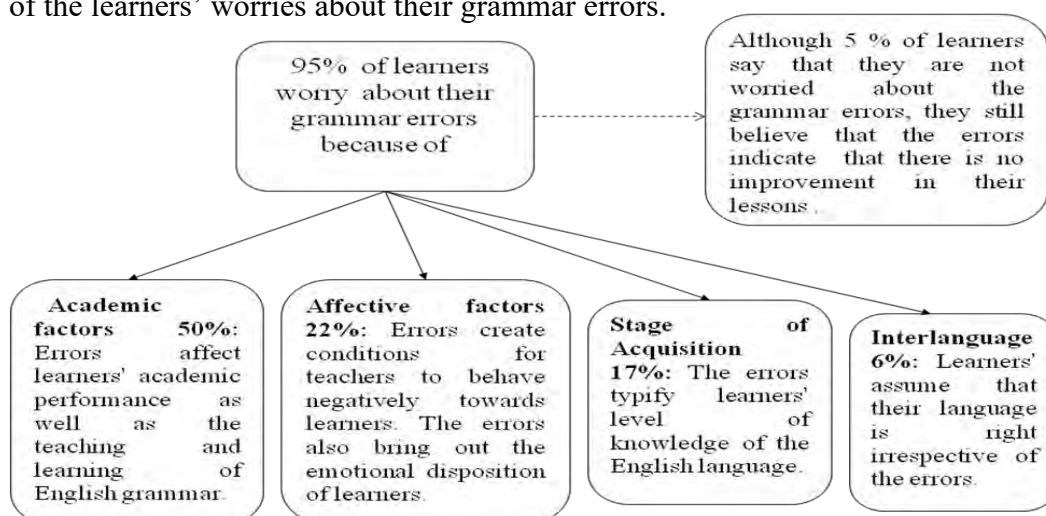 of the learners' worries about their grammar errors.
95% of learners
worry about their
grammar errors
because of
Although 5 % of learners
say that they are not
worried about the
grammar errors, they still
believe that the errors
indicate that there is no
improvement in their
lessons .
Academic
factors 50%:
Errors affect
learners' academic
performance as
well as the
teaching and
learning of
English grammar.
Affective factors
22%: Errors create
conditions for
teachers to behave
negatively towards
learners. The errors
also bring out the
emotional disposition
of learners.
Stage of
Acquisition
17%: The errors
typify learners'
level of
knowledge of the
English language.
Interlanguage
6%: Learners'
assume that
their language
is right
irrespective of
the errors.